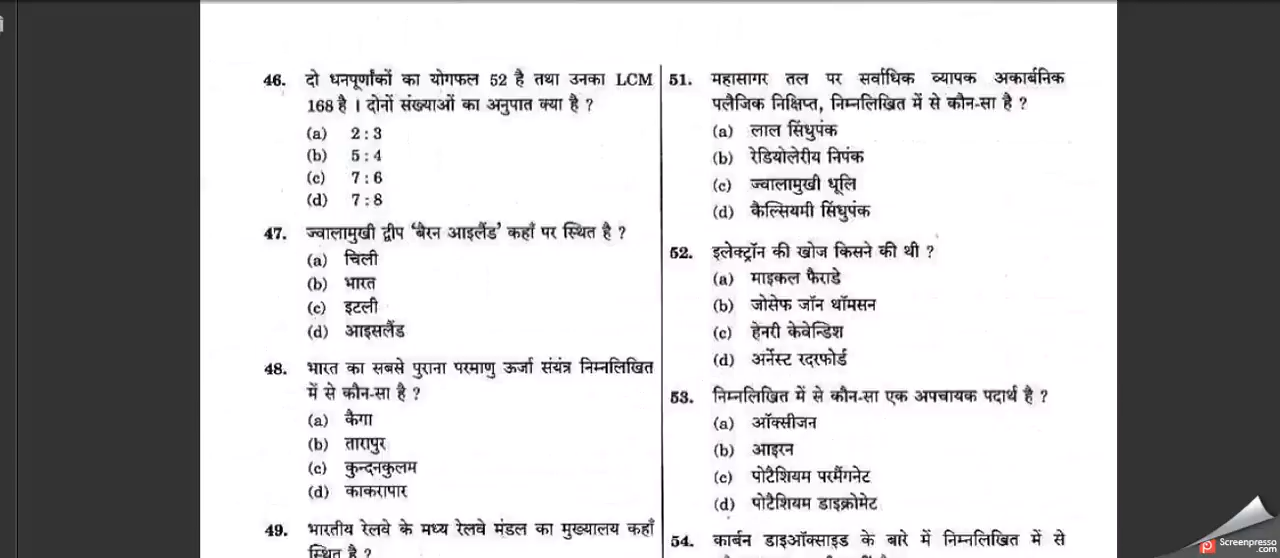 46. दो धनपूर्णांकों का योगफल 52 है तथा उनका LCM
168 है । दोनों संख्याओं का अनुपात क्या है ?
(a) 2 : 3
(b) 5 : 4
(c) 7 : 6
(d) 7 : 8
47. ज्वालामुखी द्वीप ‘बैरन आइलैंड’ कहाँ पर स्थित है ?
(a) चिली
(b) भारत
(c) इटली
(d) आइसलैंड
48. भारत का सबसे पुराना परमाणु ऊर्जा संयंत्र निम्नलिखित
में से कौन-सा है ?
(a) कैगा
(b) तारापुर
(c) कुन्दनकुलम
(d) काकरापार
49. भारतीय रेलवे के मध्य रेलवे मंडल का मुख्यालय कहाँ
स्थित है ?
51. महासागर तल पर सर्वाधिक व्यापक अकार्बनिक
पलैजिक निक्षिप्त, निम्नलिखित में से कौन-सा है ?
(a) लाल सिंधुपंक
(b) रेडियोलेरीय निपंक
(c) ज्वालामुखी धूलि
(d) कैल्सियमी सिंधुपंक
52. इलेक्ट्रॉन की खोज किसने की थी ?
(a) माइकल फैराडे
(b) जोसेफ जॉन थॉमसन
(c) हेनरी केवेन्डिश
(d) अर्नेस्ट रदरफोर्ड
53. निम्नलिखित में से कौन-सा एक अपचायक पदार्थ है ?
(a) ऑक्सीजन
(b) आइरन
(c) पोटैशियम परमैंगनेट
(d) पोटैशियम डाइक्रोमेट
54. कार्बन डाइऑक्साइड के बारे में निम्नलिखित में से
Screenpresso